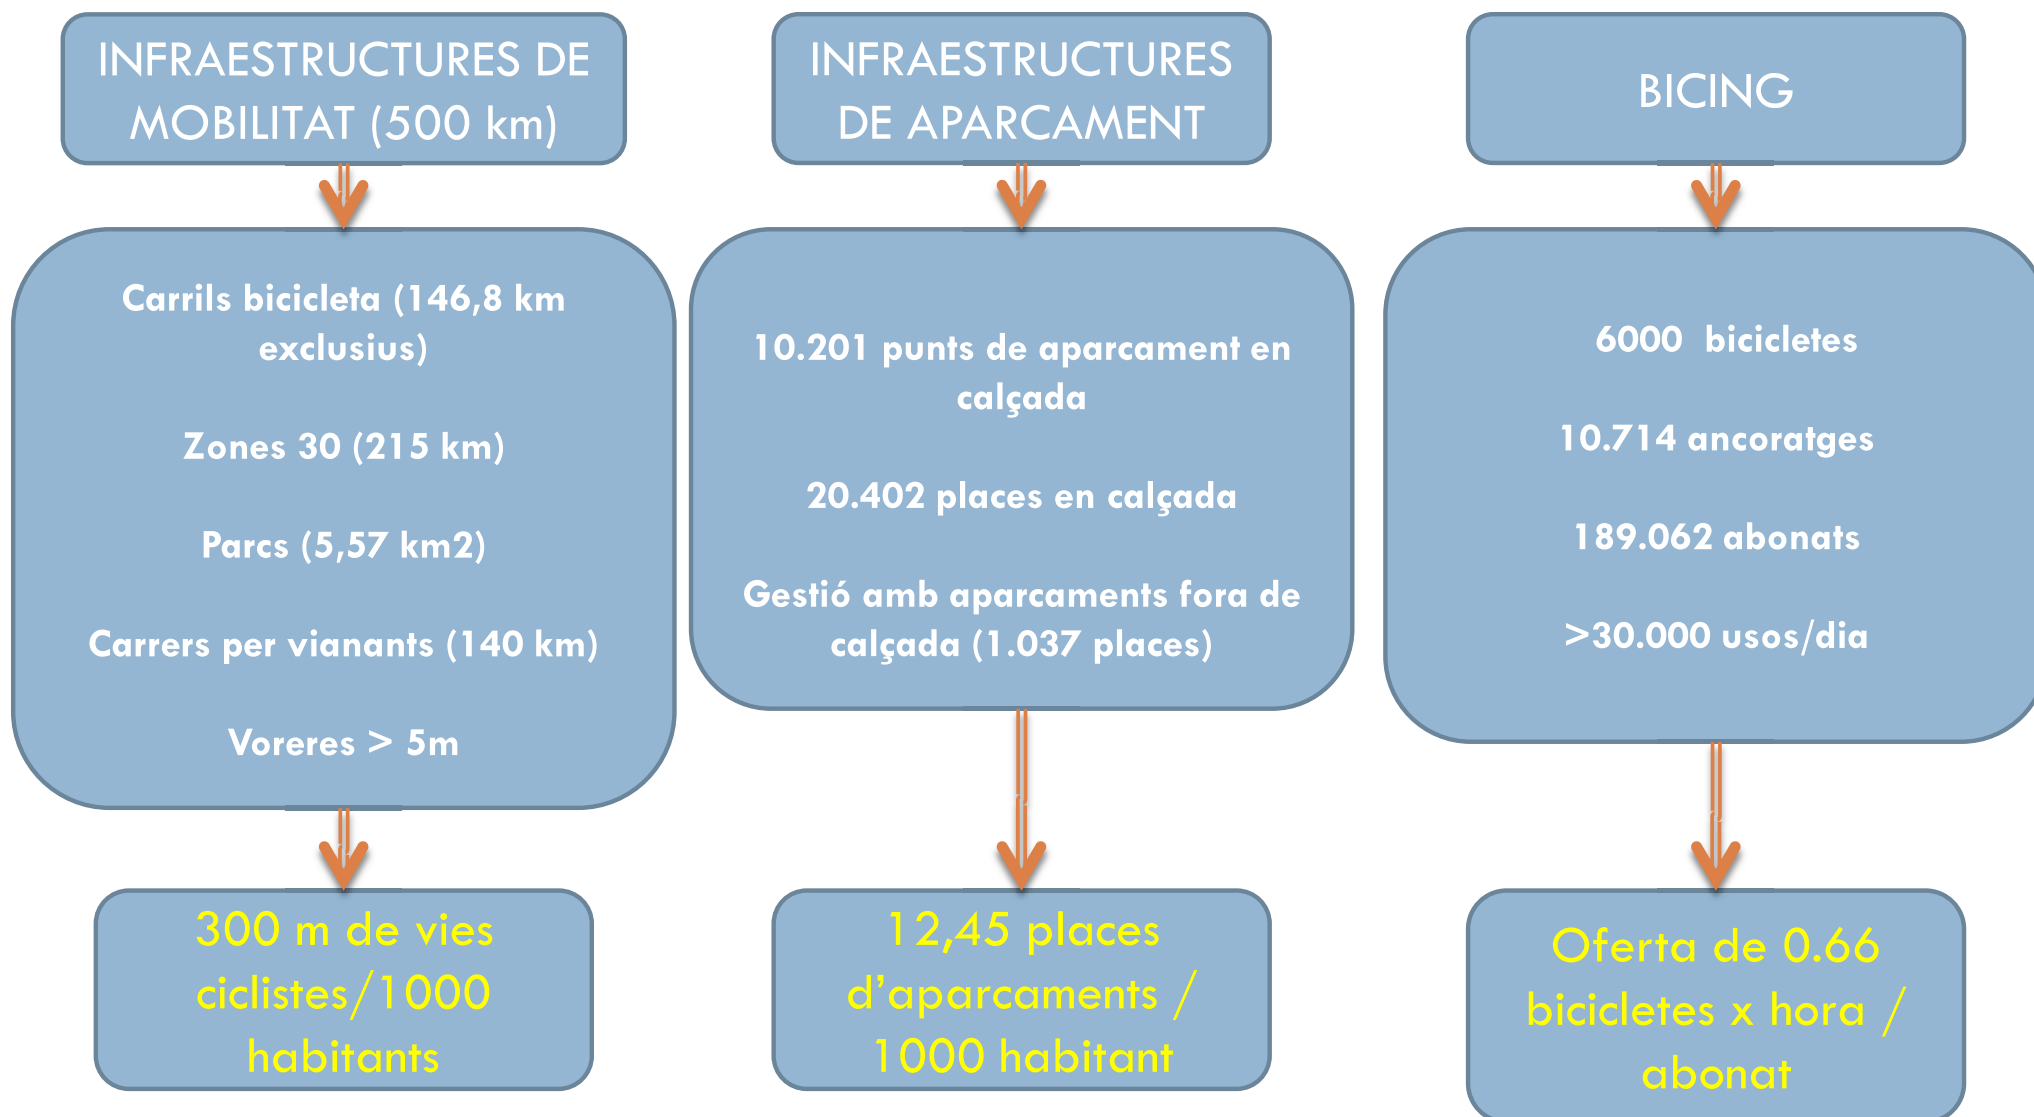 INFRAESTRUCTURES DE
MOBILITAT (500 km)
Carrils bicicleta (146,8 km
exclusius)
Zones 30 (215 km)
Parcs (5,57 km2)
Carrers per vianants (140 km)
Voreres > 5m
300 m de vies
ciclistes/1000
habitants
INFRAESTRUCTURES
DE APARCAMENT
10.201 punts de aparcament en
calçada
20.402 places en calçada
Gestió amb aparcaments fora de
calçada (1.037 places)
12,45 places
d’aparcaments /
1000 habitant
BICING
6000 bicicletes
10.714 ancoratges
189.062 abonats
>30.000 usos/dia
Oferta de 0.66
bicicletes x hora /
abonat